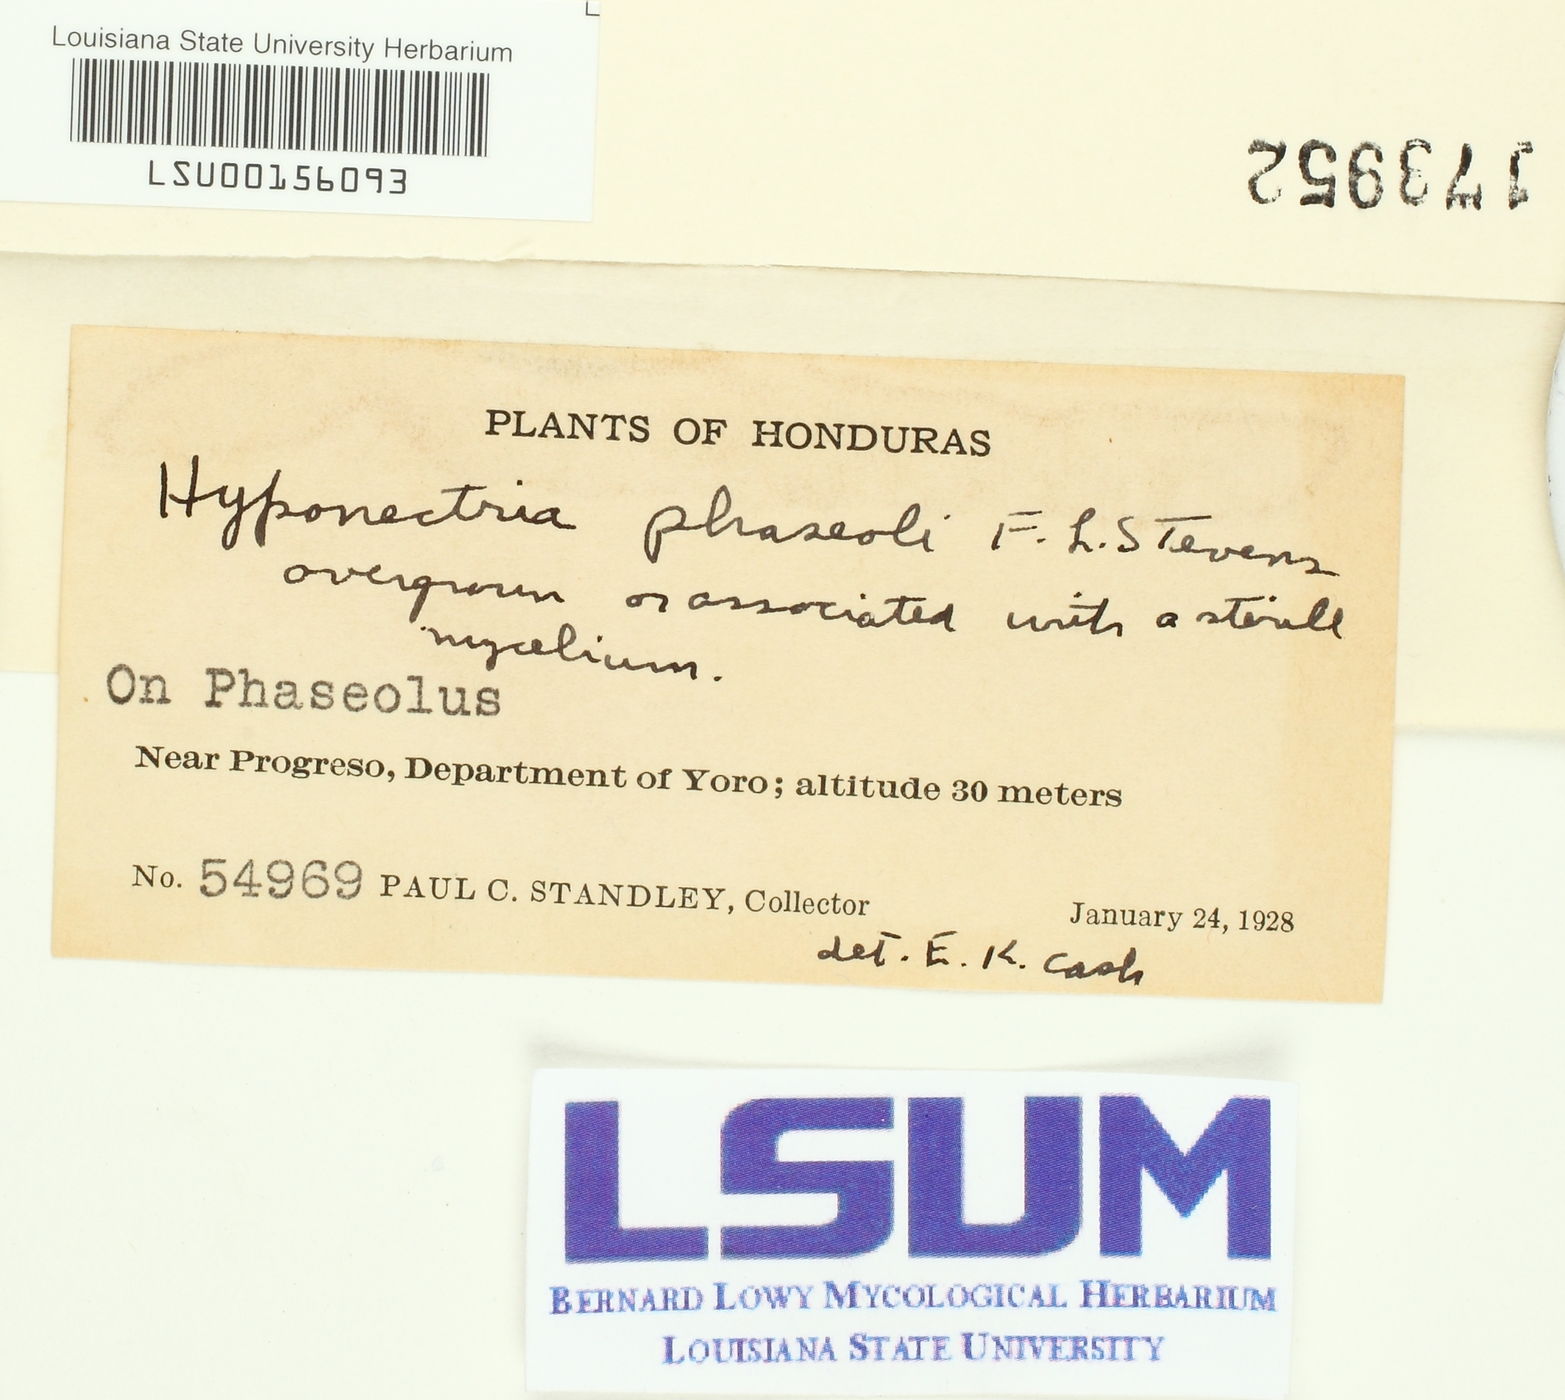 Louisiana State University Herbarium
LSU00156093
173952
PLANTS OF HONDURAS
Hyponectria phaseoli F. L. Stevens
overgrown or associated with a sterile
mycelium.
On Phaseolus
Near Progreso, Department of Yoro; altitude 30 meters
No. 54969 PAUL C. STANDLEY, Collector January 24, 1928
det. E. K. Cash
LSUM
BERNARD LOWY MYCOLOGICAL HERBARIUM
LOUISIANA STATE UNIVERSITY